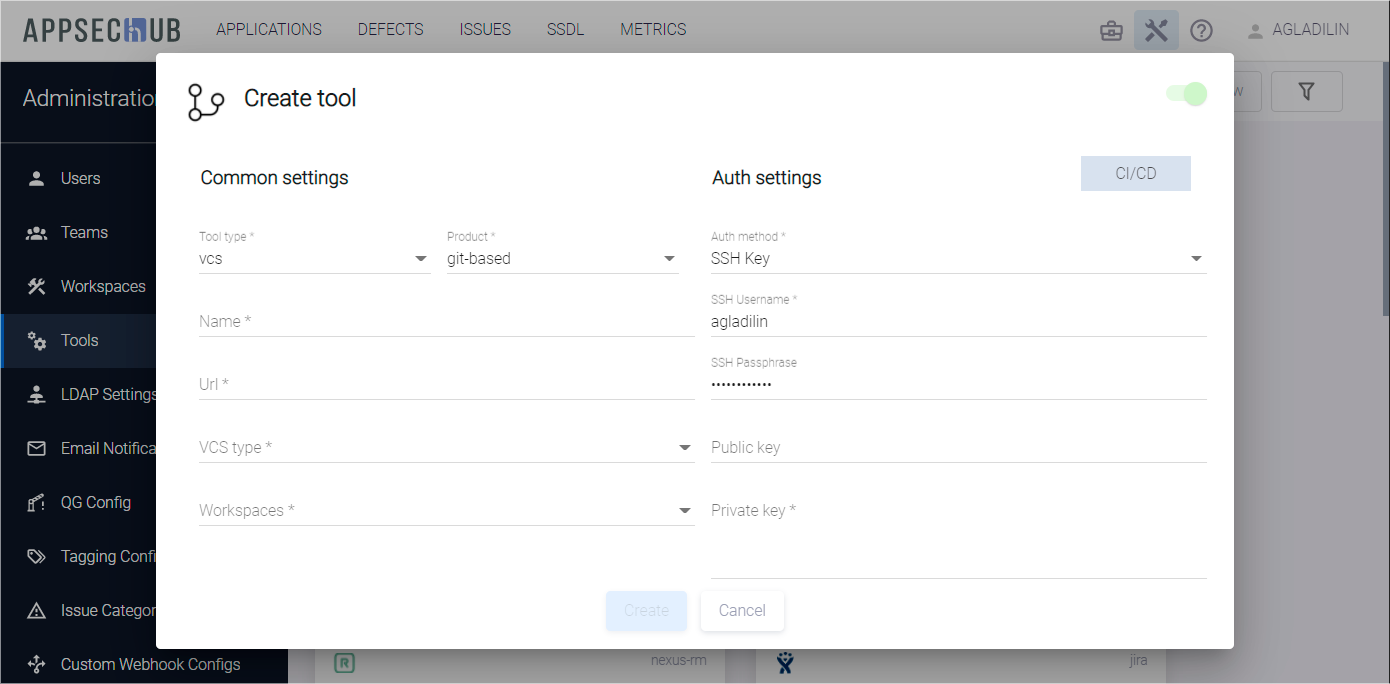 APPSECHUB APPLICATIONS DEFECTS ISSUES SSDL METRICS AGLADILIN
Administratio
W
Create tool
Common settings
Auth settings
CI/CD
Users
Teams
Workspaces
Tools
LDAP Settings
Email Notifica
QG Config
Tagging Confi
Issue Categor
Custom Webhook Configs
Tool type *
vcs
Product *
git-based
Name *
Url *
VCS type *
Workspaces *
Auth method *
SSH Key
SSH Username *
agladilin
SSH Passphrase
••••••••••••
Public key
Private key *
Create
Cancel
R
nexus-rm
jira